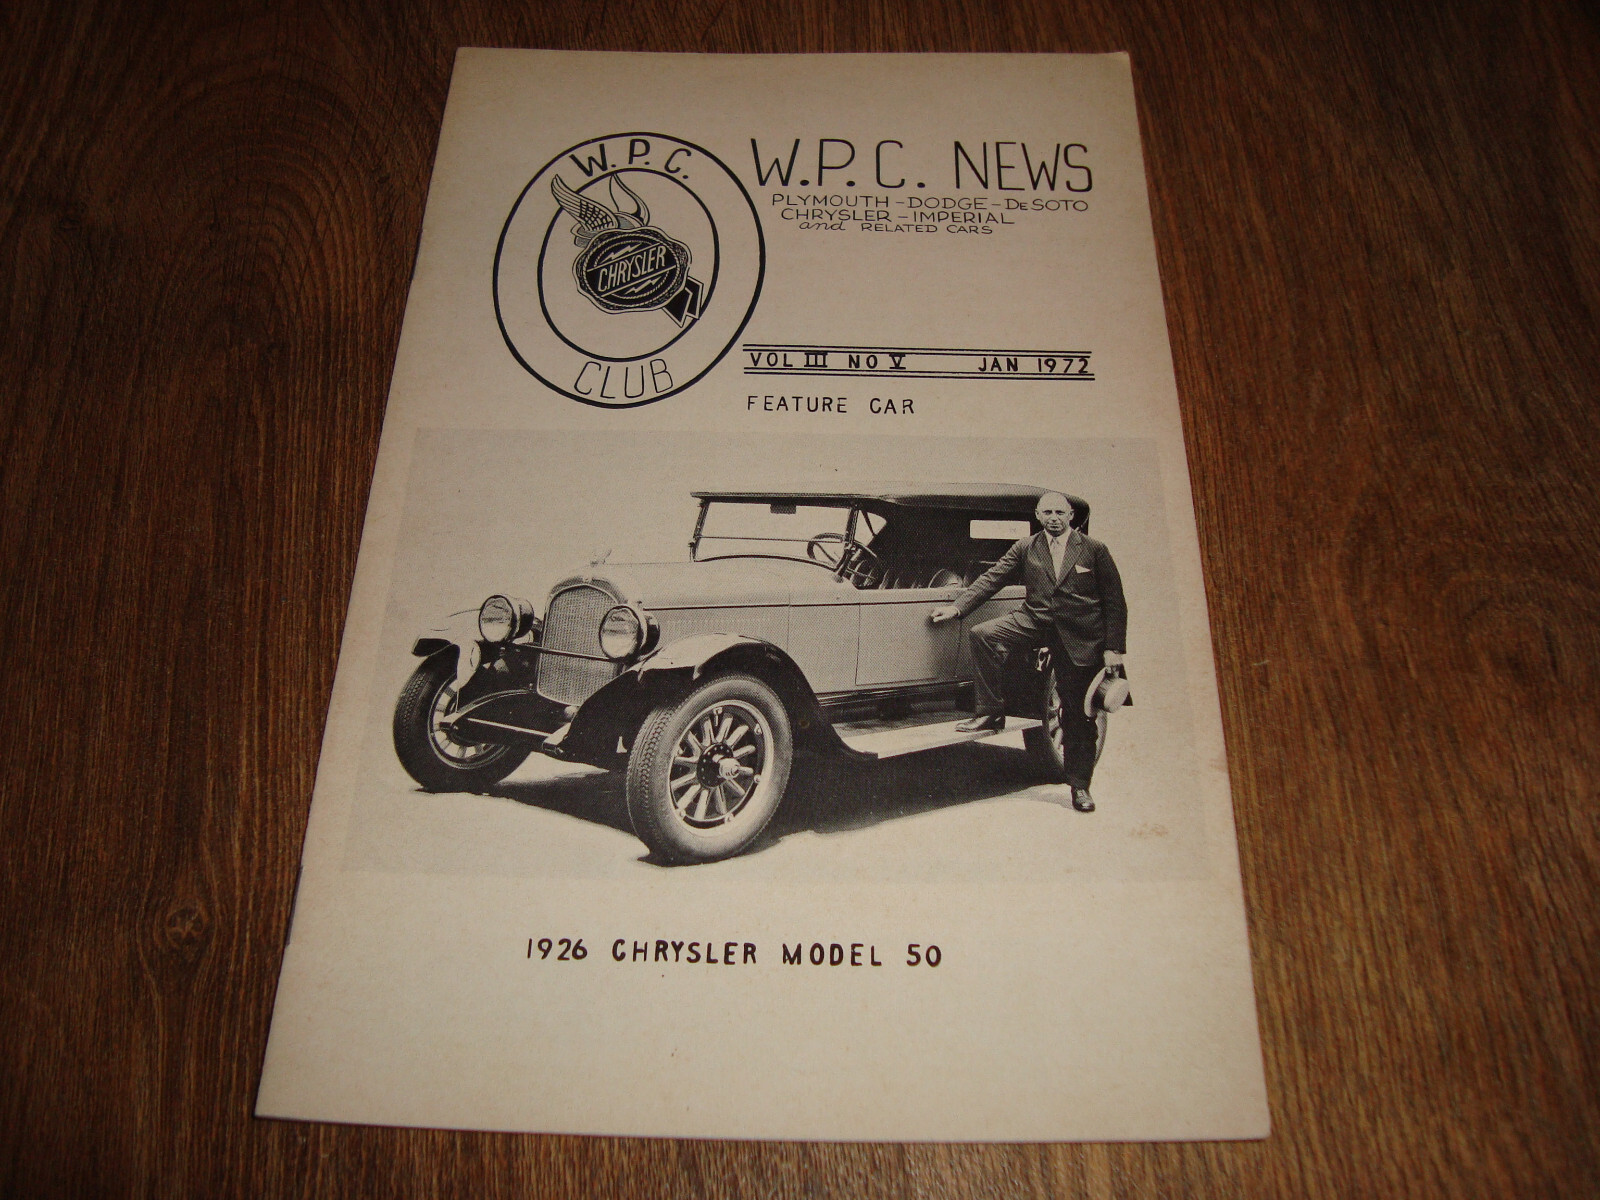 W.P.C.
CHRYSLER
CLUB
W.P.C. NEWS
PLYMOUTH-DODGE-DeSOTO
CHRYSLER-IMPERIAL
and RELATED CARS
VOL III NO V JAN 1972
FEATURE CAR
1926 CHRYSLER MODEL 50